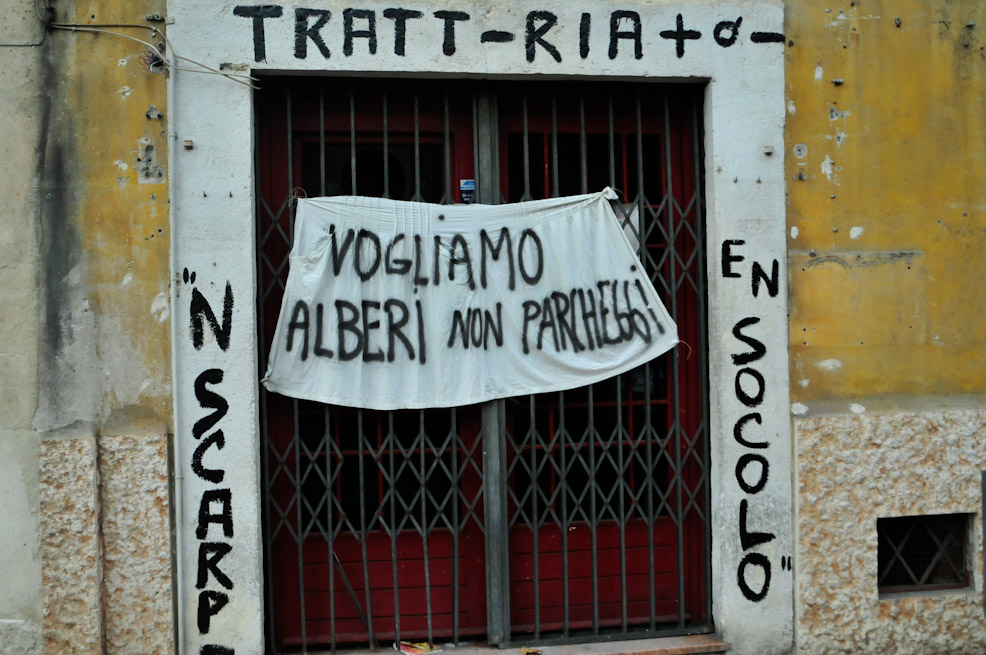 TRATT-RIA+♂-
VOGLIAMO
ALBERI NON PARCHEGGI
"N SCARP
EN SOCOLO"